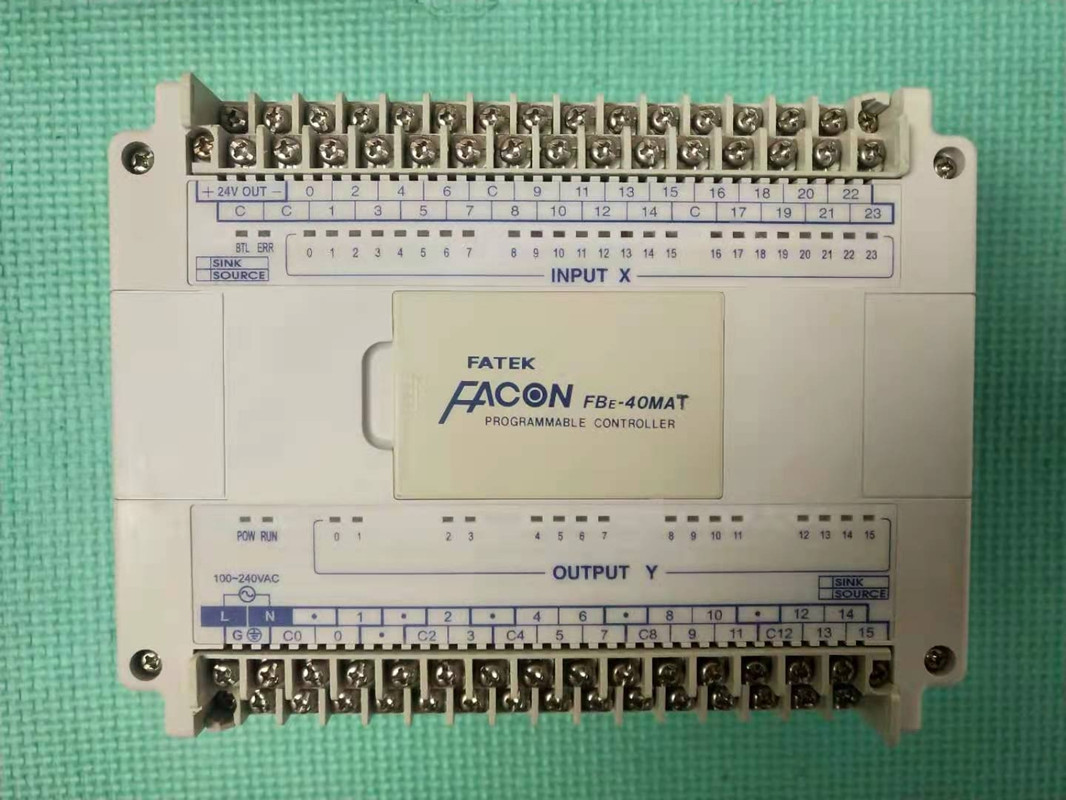 + 24V OUT − 0 2 4 6 C 9 11 13 15 16 18 20 22
C C 1 3 5 7 8 10 12 14 C 17 19 21 23
BTL ERR 0 1 2 3 4 5 6 7 8 9 10 11 12 13 14 15 16 17 18 19 20 21 22 23
SINK
SOURCE
INPUT X
FATEK
FACON FBE-40MAT
PROGRAMMABLE CONTROLLER
POW RUN 0 1 2 3 4 5 6 7 8 9 10 11 12 13 14 15
OUTPUT Y
100~240VAC
SINK
SOURCE
L N • 1 • 2 • 4 6 • 8 10 • 12 14
G C0 0 • C2 3 C4 5 7 C8 9 11 C12 13 15